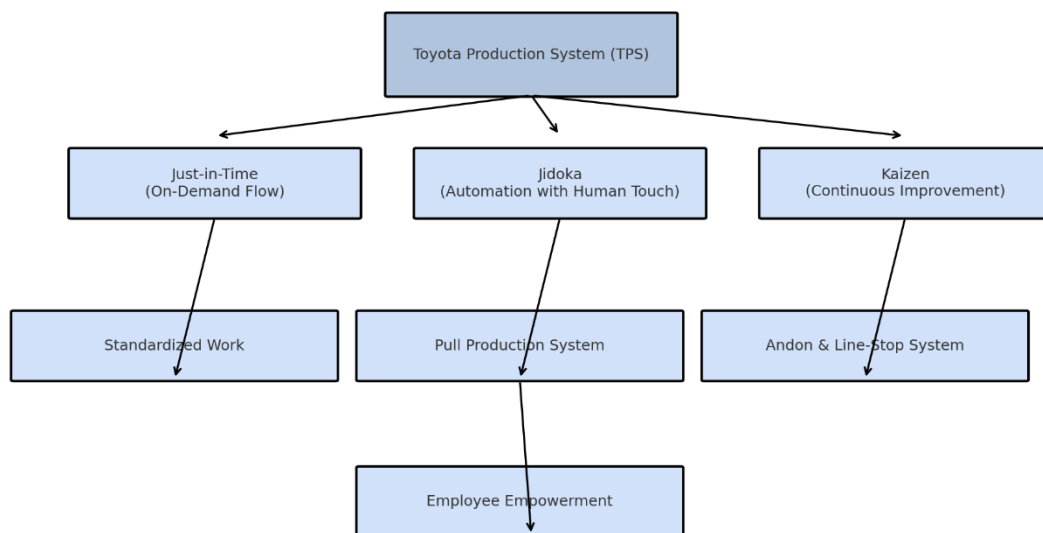 Toyota Production System (TPS)
Just-in-Time
(On-Demand Flow)
Jidoka
(Automation with Human Touch)
Kaizen
(Continuous Improvement)
Standardized Work
Pull Production System
Andon & Line-Stop System
Employee Empowerment